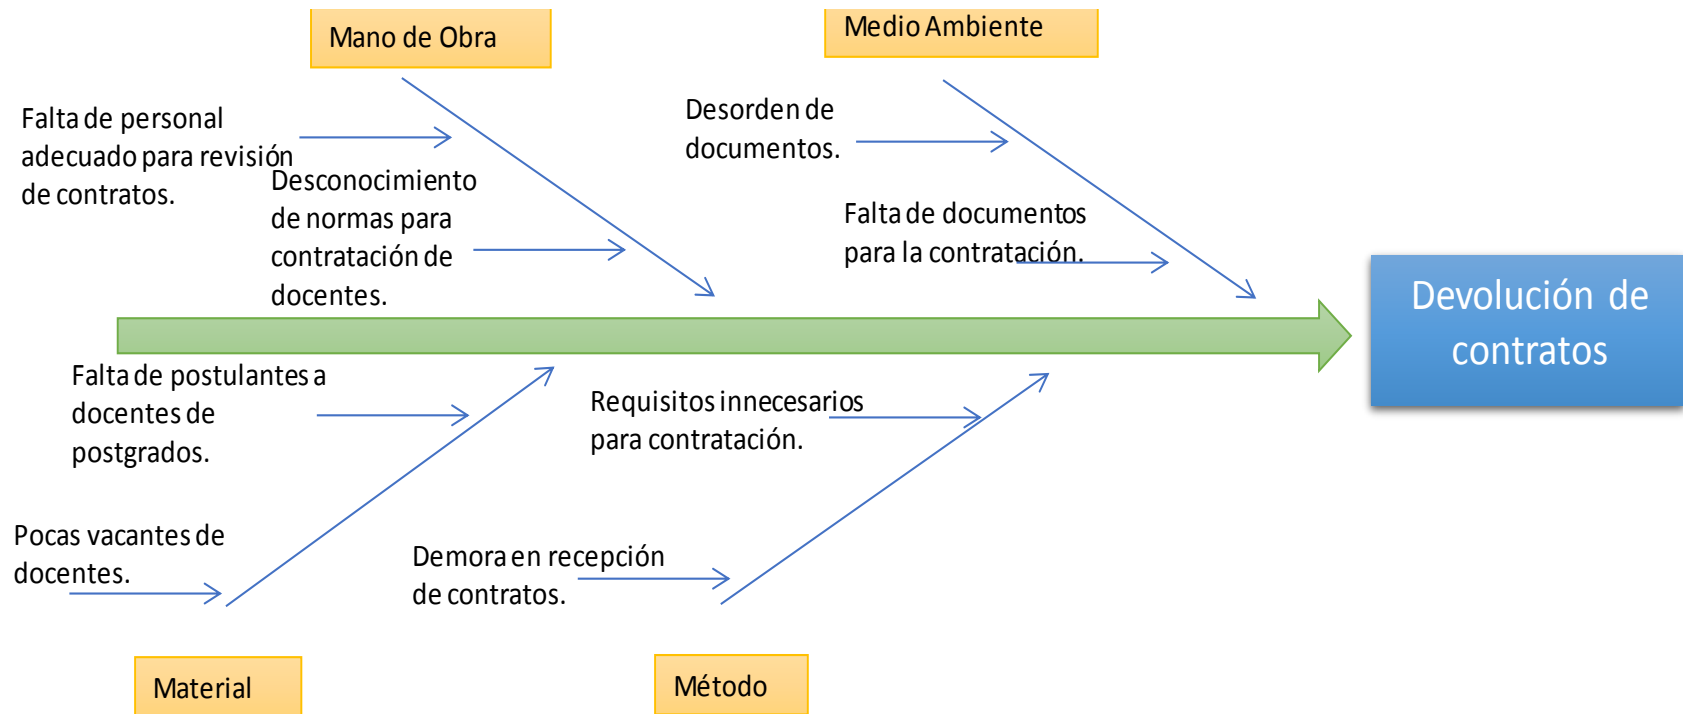 Mano de Obra
Medio Ambiente
Falta de personal
adecuado para revisión
de contratos.
Desconocimiento
de normas para
contratación de
docentes.
Desorden de
documentos.
Falta de documentos
para la contratación.
Devolución de
contratos
Falta de postulantes a
docentes de
postgrados.
Requisitos innecesarios
para contratación.
Pocas vacantes de
docentes.
Demora en recepción
de contratos.
Material
Método